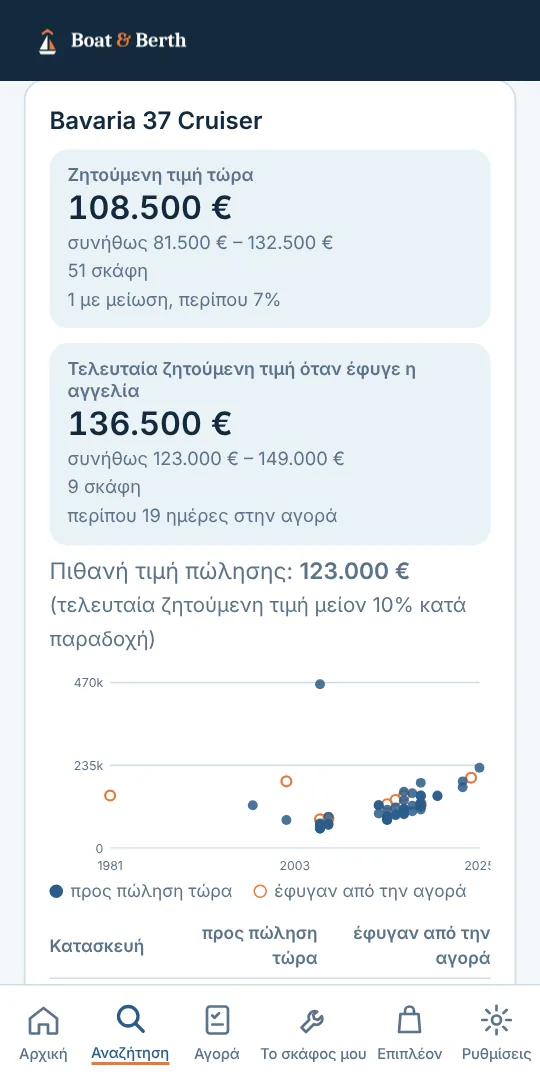 Boat & Berth
Bavaria 37 Cruiser
Ζητούμενη τιμή τώρα
108.500 €
συνήθως 81.500 € – 132.500 €
51 σκάφη
1 με μείωση, περίπου 7%
Τελευταία ζητούμενη τιμή όταν έφυγε η
αγγελία
136.500 €
συνήθως 123.000 € – 149.000 €
9 σκάφη
περίπου 19 ημέρες στην αγορά
Πιθανή τιμή πώλησης: 123.000 €
(τελευταία ζητούμενη τιμή μείον 10% κατά
παραδοχή)
470k
235k
0
1981 2003 2025
προς πώληση τώρα έφυγαν από την αγορά
Κατασκευή προς πώληση τώρα έφυγαν από την αγορά
Αρχική Αναζήτηση Αγορά Το σκάφος μου Επιπλέον Ρυθμίσεις